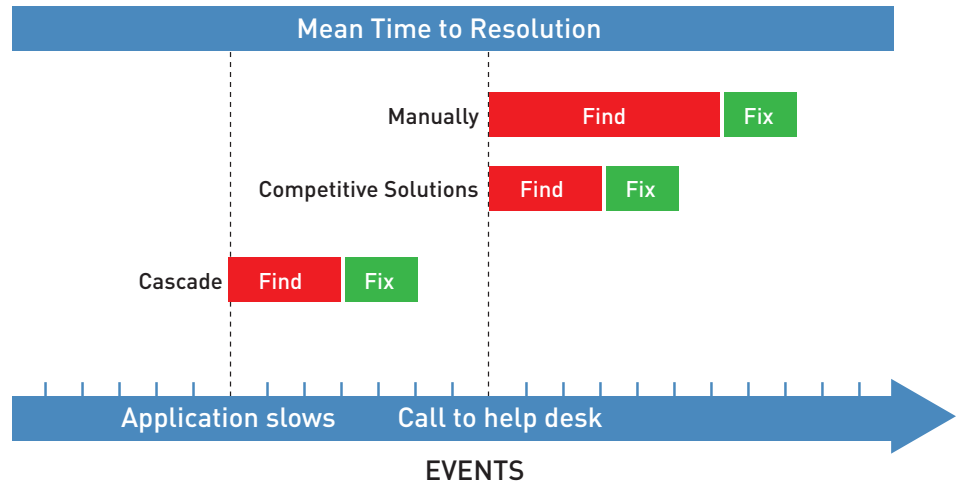 Mean Time to Resolution
Manually Find Fix
Competitive Solutions Find Fix
Cascade Find Fix
Application slows Call to help desk
EVENTS